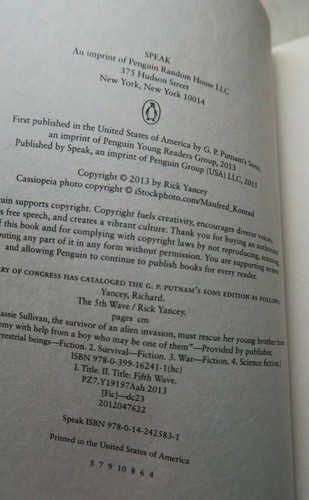 SPEAK
An imprint of Penguin Random House LLC
375 Hudson Street
New York, New York 10014
First published in the United States of America by G. P. Putnam's Sons,
an imprint of Penguin Young Readers Group, 2013
Published by Speak, an imprint of Penguin Group (USA) LLC, 2015
Copyright © 2013 by Rick Yancey
Cassiopeia photo copyright © iStockphoto.com/Manfred_Konrad
guin supports copyright. Copyright fuels creativity, encourages diverse voices,
s free speech, and creates a vibrant culture. Thank you for buying an authorized
f this book and for complying with copyright laws by not reproducing, scanning,
buting any part of it in any form without permission. You are supporting writers
and allowing Penguin to continue to publish books for every reader.
RY OF CONGRESS HAS CATALOGED THE G. P. PUTNAM'S SONS EDITION AS FOLLOWS:
Yancey, Richard.
The 5th Wave / Rick Yancey.
pages cm
assie Sullivan, the survivor of an alien invasion, must rescue her young brother from
emy with help from a boy who may be one of them"—Provided by publisher.
restrial beings—Fiction. 2. Survival—Fiction. 3. War—Fiction. 4. Science fiction.]
ISBN 978-0-399-16241-1(hc)
I. Title. II. Title: Fifth Wave.
PZ7.Y19197Aah 2013
[Fic]—dc23
2012047622
Speak ISBN 978-0-14-242583-1
Printed in the United States of America
5 7 9 10 8 6 4